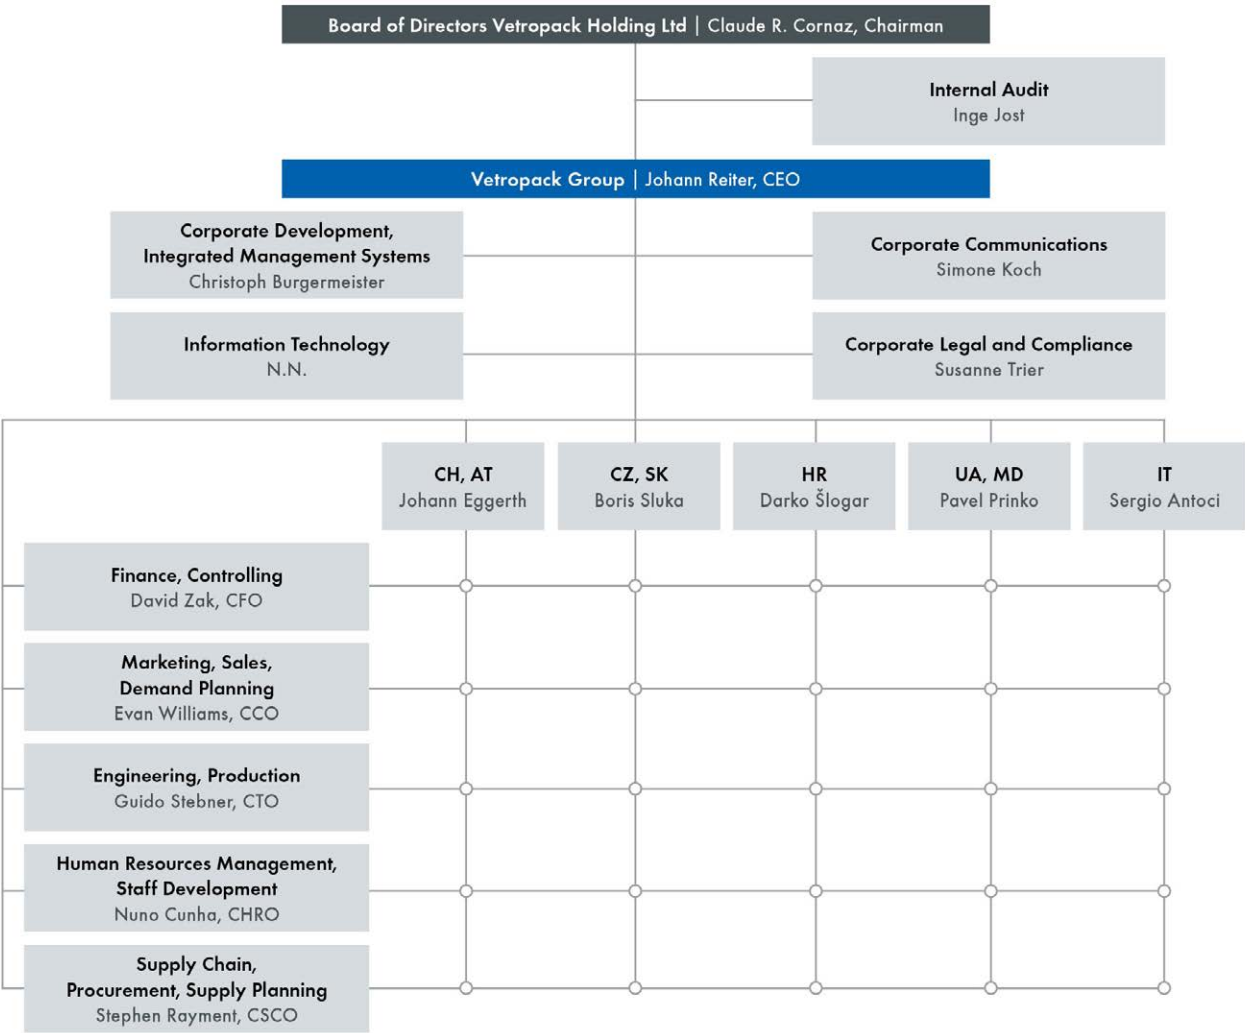 Board of Directors Vetropack Holding Ltd | Claude R. Cornaz, Chairman
Internal Audit
Inge Jost
Vetropack Group | Johann Reiter, CEO
Corporate Development,
Integrated Management Systems
Christoph Burgermeister
Corporate Communications
Simone Koch
Information Technology
N.N.
Corporate Legal and Compliance
Susanne Trier
CH, AT
Johann Eggerth
CZ, SK
Boris Sluka
HR
Darko Šlogar
UA, MD
Pavel Prinko
IT
Sergio Antoci
Finance, Controlling
David Zak, CFO
Marketing, Sales,
Demand Planning
Evan Williams, CCO
Engineering, Production
Guido Stebner, CTO
Human Resources Management,
Staff Development
Nuno Cunha, CHRO
Supply Chain,
Procurement, Supply Planning
Stephen Rayment, CSCO